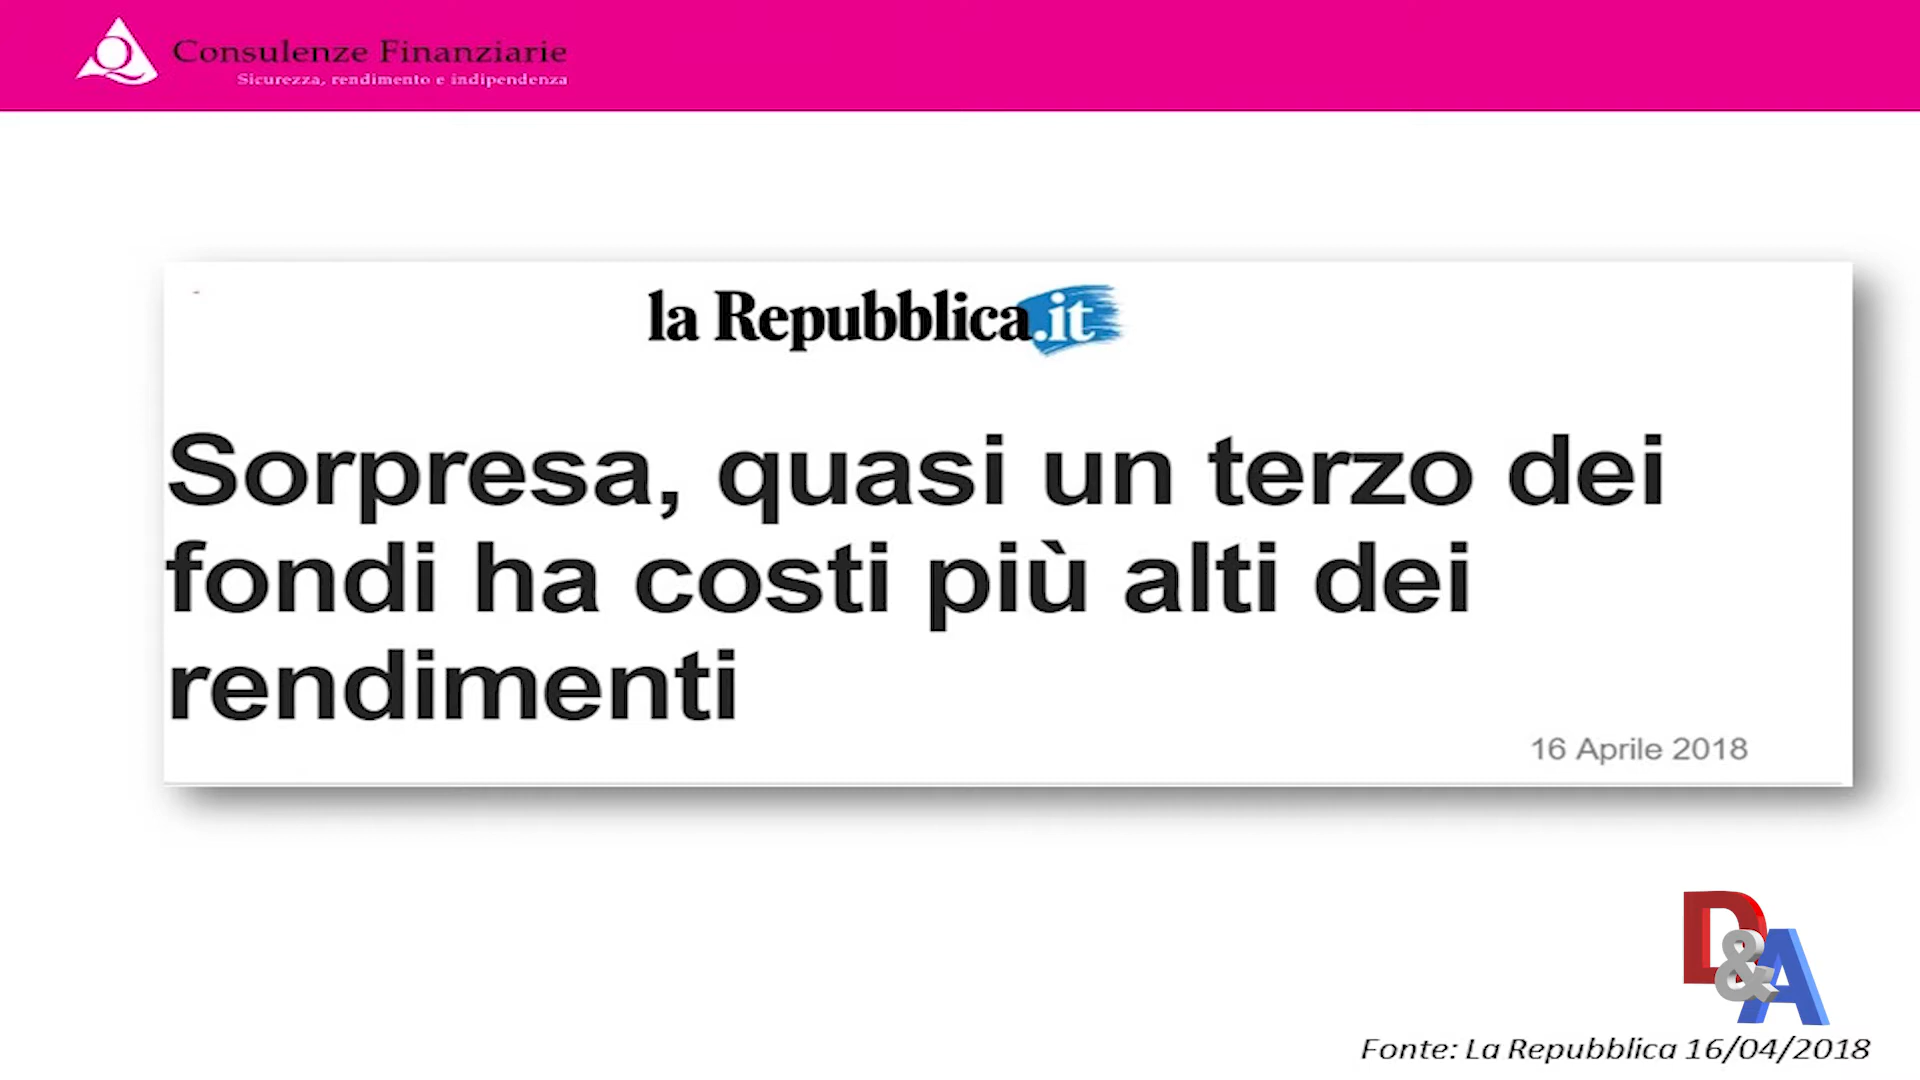 Consulenze Finanziarie
Sicurezza, rendimento e indipendenza
la Repubblica.it
Sorpresa, quasi un terzo dei
fondi ha costi più alti dei
rendimenti
16 Aprile 2018
D&A
Fonte: La Repubblica 16/04/2018